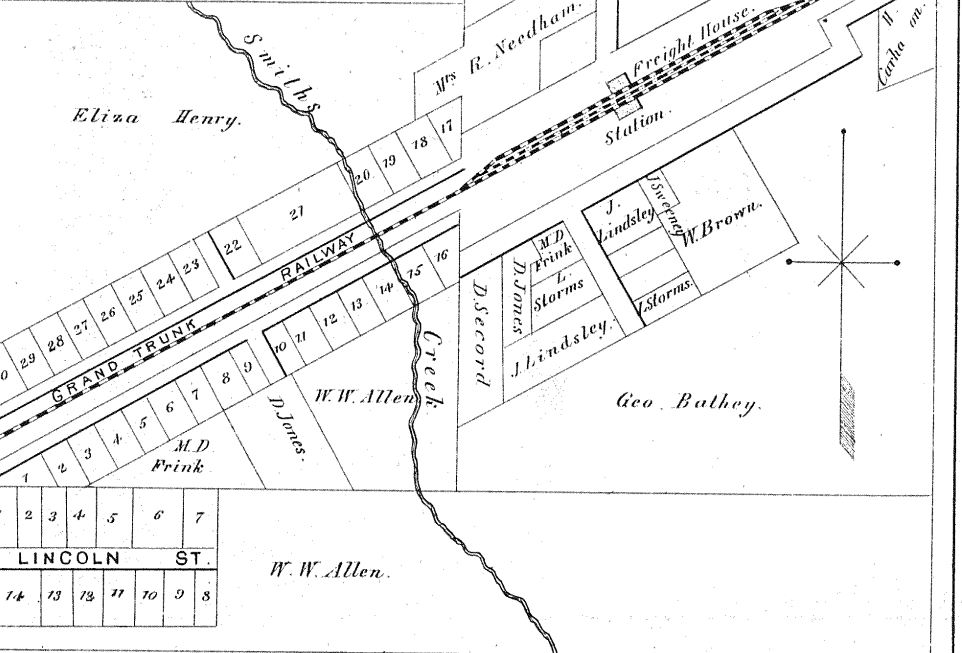 Smiths
Eliza Henry.
Mrs R. Needham.
Freight House.
Station.
H.
17
18
19
20
21
22
23
24
25
26
27
28
29
RAILWAY
GRAND TRUNK
16
15
14
13
12
11
10
9
8
7
6
5
4
3
2
1
J.
Lindsley
J Sweeney
W. Brown.
M.D
Frink
L.
Storms
D. Jones
J. Lindsley.
D. Secord
Creek
W.W. Allen
D. Jones.
M.D
Frink
Geo. Bathey.
2 3 4 5 6 7
LINCOLN ST.
14 13 12 11 10 9 8
W. W. Allen.